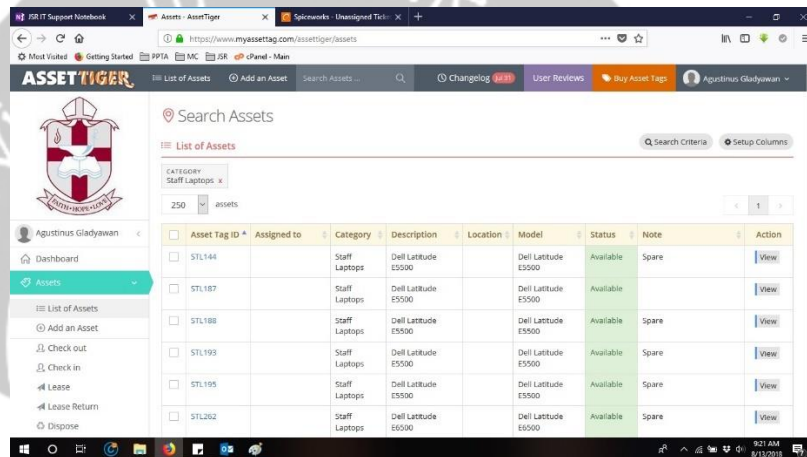 JSR IT Support Notebook
Assets - AssetTiger
Spiceworks - Unassigned Ticke
https://www.myassettag.com/assettiger/assets
Most Visited Getting Started PPTA MC JSR cPanel - Main
ASSETTIGER
List of Assets Add an Asset Search Assets ... Changelog Jul 31 User Reviews Buy Asset Tags Agustinus Gladyawan
FAITH•HOPE•LOVE
Agustinus Gladyawan
Dashboard
Assets
List of Assets
Add an Asset
Check out
Check in
Lease
Lease Return
Dispose
Search Assets
List of Assets
Search Criteria Setup Columns
CATEGORY
Staff Laptops x
250 assets
1
Asset Tag ID Assigned to Category Description Location Model Status Note Action
STL144 Staff Laptops Dell Latitude E5500 Dell Latitude E5500 Available Spare View
STL187 Staff Laptops Dell Latitude E5500 Dell Latitude E5500 Available View
STL188 Staff Laptops Dell Latitude E5500 Dell Latitude E5500 Available Spare View
STL193 Staff Laptops Dell Latitude E5500 Dell Latitude E5500 Available Spare View
STL195 Staff Laptops Dell Latitude E5500 Dell Latitude E5500 Available Spare View
STL262 Staff Laptops Dell Latitude E6500 Dell Latitude E6500 Available Spare View
9:21 AM
8/13/2018